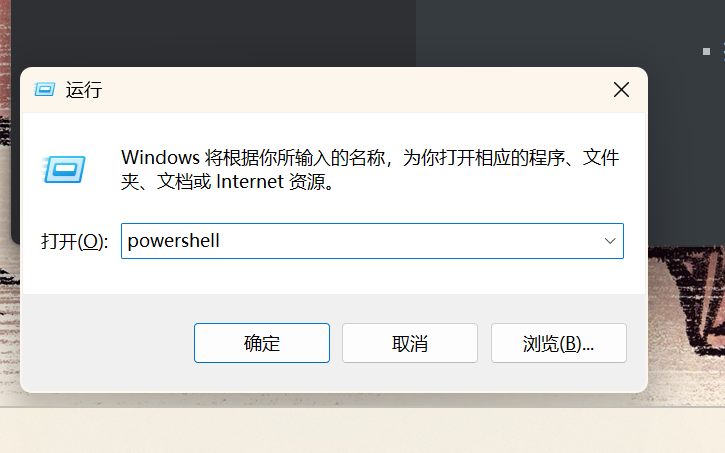 运行
Windows 将根据你所输入的名称，为你打开相应的程序、文件
夹、文档或 Internet 资源。
打开(O): powershell
确定 取消 浏览(B)...